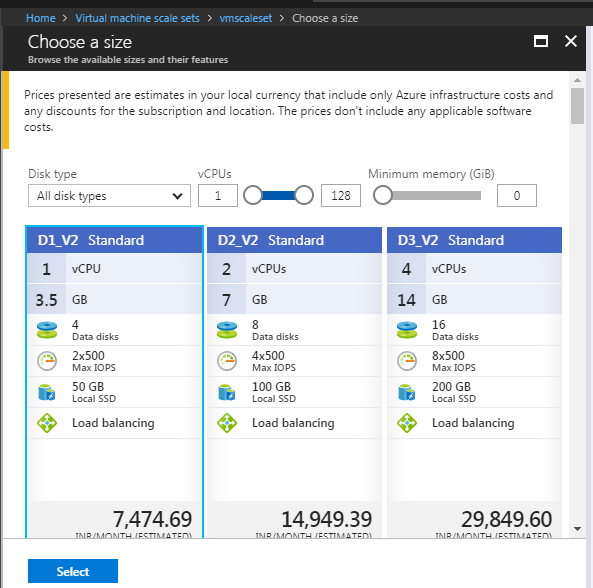 Home > Virtual machine scale sets > vmscaleset > Choose a size
Choose a size
Browse the available sizes and their features
Prices presented are estimates in your local currency that include only Azure infrastructure costs and
any discounts for the subscription and location. The prices don't include any applicable software
costs.
Disk type vCPUs Minimum memory (GiB)
All disk types 1 128 0
D1_V2 Standard
1 vCPU
3.5 GB
4
Data disks
2x500
Max IOPS
50 GB
Local SSD
Load balancing
7,474.69
INR/MONTH (ESTIMATED)
D2_V2 Standard
2 vCPUs
7 GB
8
Data disks
4x500
Max IOPS
100 GB
Local SSD
Load balancing
14,949.39
INR/MONTH (ESTIMATED)
D3_V2 Standard
4 vCPUs
14 GB
16
Data disks
8x500
Max IOPS
200 GB
Local SSD
Load balancing
29,849.60
INR/MONTH (ESTIMATED)
Select